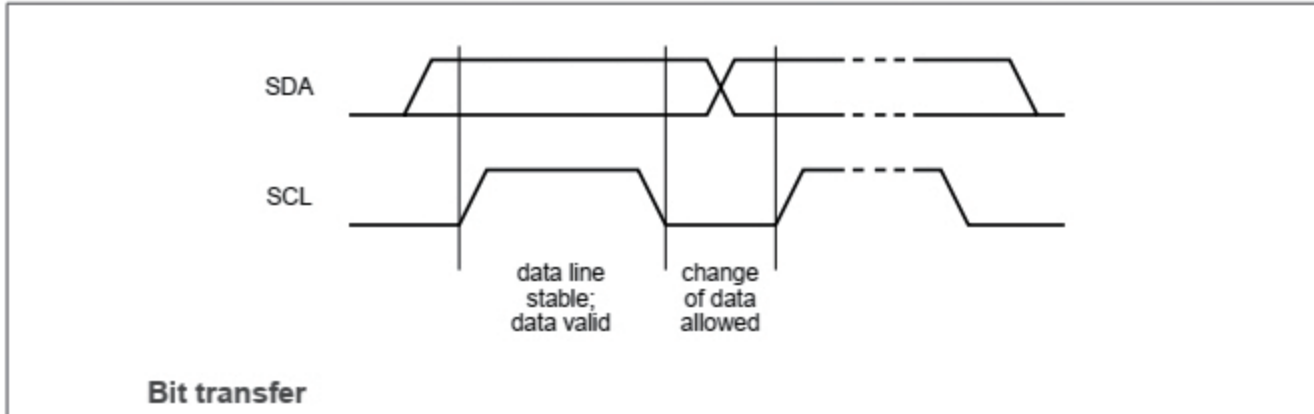 SDA
SCL
data line
stable;
data valid
change
of data
allowed
Bit transfer